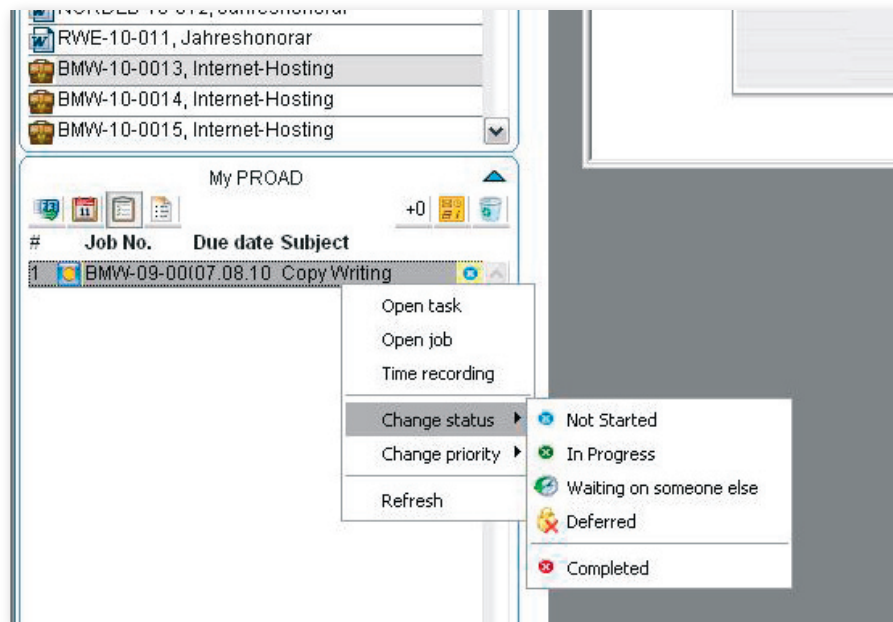 RWE-10-011, Jahreshonorar
BMW-10-0013, Internet-Hosting
BMW-10-0014, Internet-Hosting
BMW-10-0015, Internet-Hosting
My PROAD
11
+0
# Job No. Due date Subject
1 BMW-09-00(07.08.10 Copy Writing
Open task
Open job
Time recording
Change status
Change priority
Refresh
Not Started
In Progress
Waiting on someone else
Deferred
Completed